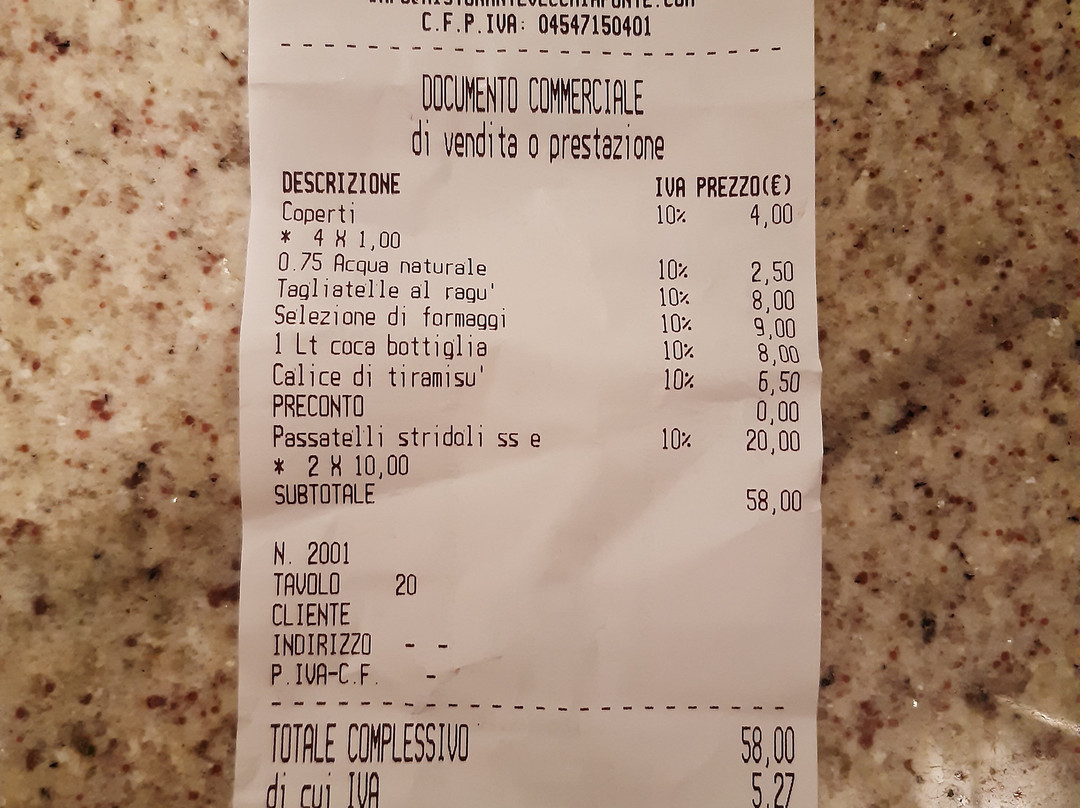 C.F.P.IVA: 04547150401
DOCUMENTO COMMERCIALE
di vendita o prestazione
DESCRIZIONE IVA PREZZO(€)
Coperti 10% 4,00
* 4 X 1,00
0.75 Acqua naturale 10% 2,50
Tagliatelle al ragu' 10% 8,00
Selezione di formaggi 10% 9,00
1 Lt coca bottiglia 10% 8,00
Calice di tiramisu' 10% 6,50
PRECONTO 0,00
Passatelli stridoli ss e 10% 20,00
* 2 X 10,00
SUBTOTALE 58,00
N. 2001
TAVOLO 20
CLIENTE
INDIRIZZO - -
P.IVA-C.F. -
TOTALE COMPLESSIVO 58,00
di cui IVA 5,27